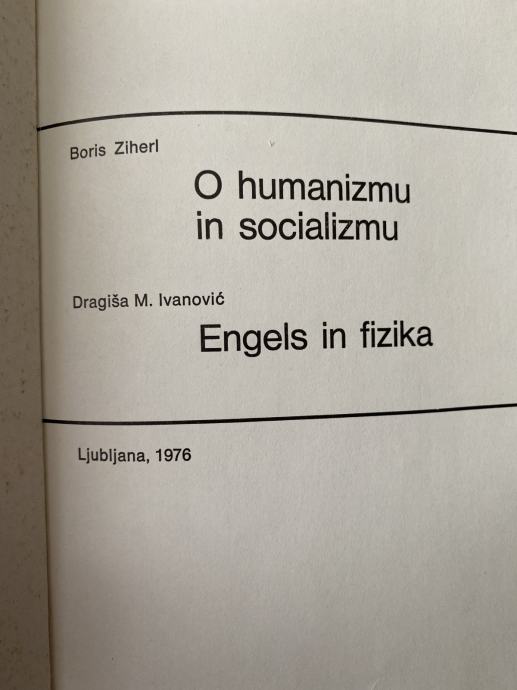 Boris Ziherl
O humanizmu
in socializmu
Dragiša M. Ivanović
Engels in fizika
Ljubljana, 1976